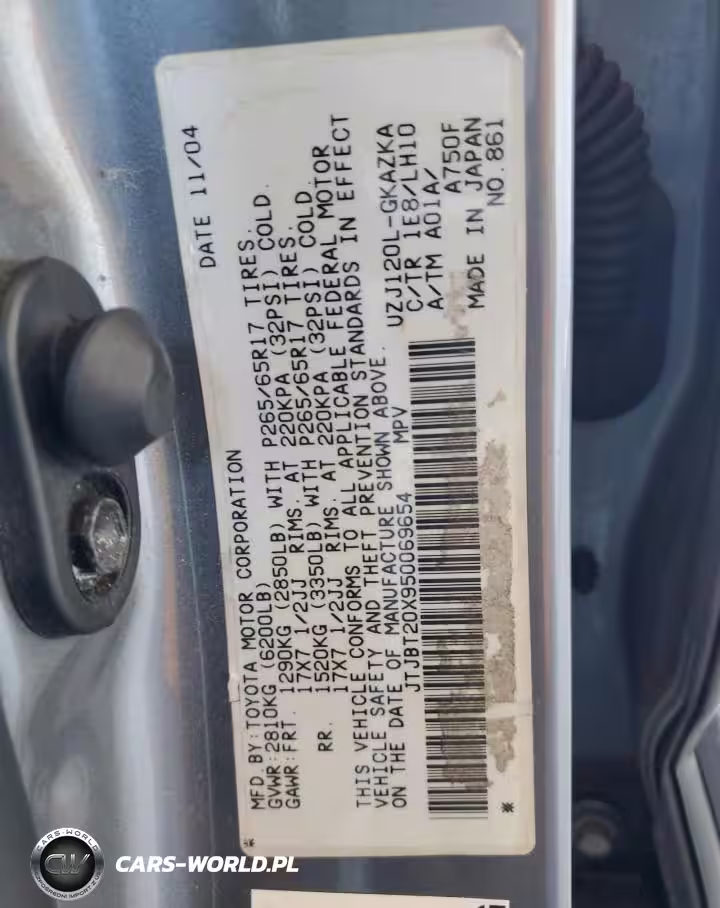 MFD. BY: TOYOTA MOTOR CORPORATION DATE 11/04
GVWR: 2810KG (6200LB)
GAWR: FRT. 1290KG (2850LB) WITH P265/65R17 TIRES.
17X7 1/2JJ RIMS. AT 220KPA (32PSI) COLD.
RR. 1520KG (3350LB) WITH P265/65R17 TIRES.
17X7 1/2JJ RIMS. AT 220KPA (32PSI) COLD.
THIS VEHICLE CONFORMS TO ALL APPLICABLE FEDERAL MOTOR
VEHICLE SAFETY AND THEFT PREVENTION STANDARDS IN EFFECT
ON THE DATE OF MANUFACTURE SHOWN ABOVE.
JTJBT20X950069654 MPV
UZJ120L-GKAZKA
C/TR 1E8/LH10
A/TM A01A/
A750F
MADE IN JAPAN
NO. 861
* *
CARS-WORLD
CW
CARS-WORLD.PL